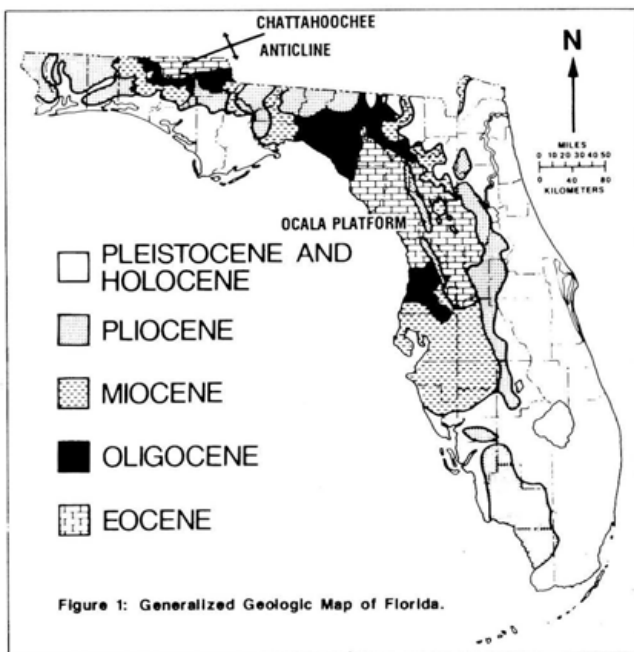 CHATTAHOOCHEE
ANTICLINE
N
MILES
0 10 20 30 40 50
0 40 80
KILOMETERS
OCALA PLATFORM
PLEISTOCENE AND
HOLOCENE
PLIOCENE
MIOCENE
OLIGOCENE
EOCENE
Figure 1: Generalized Geologic Map of Florida.